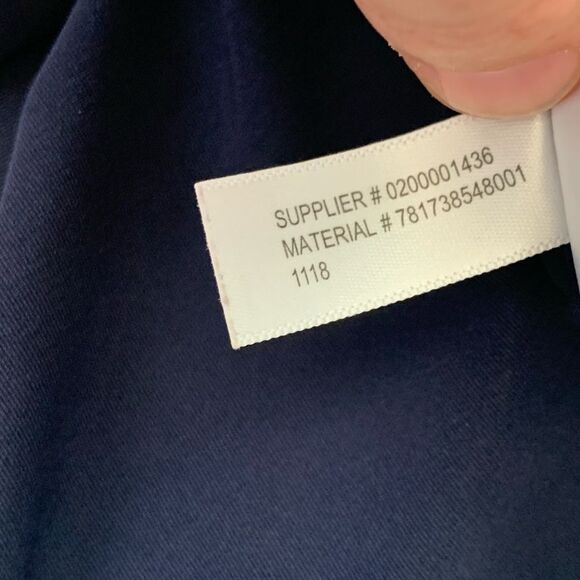 SUPPLIER # 0200001436
MATERIAL # 781738548001
1118